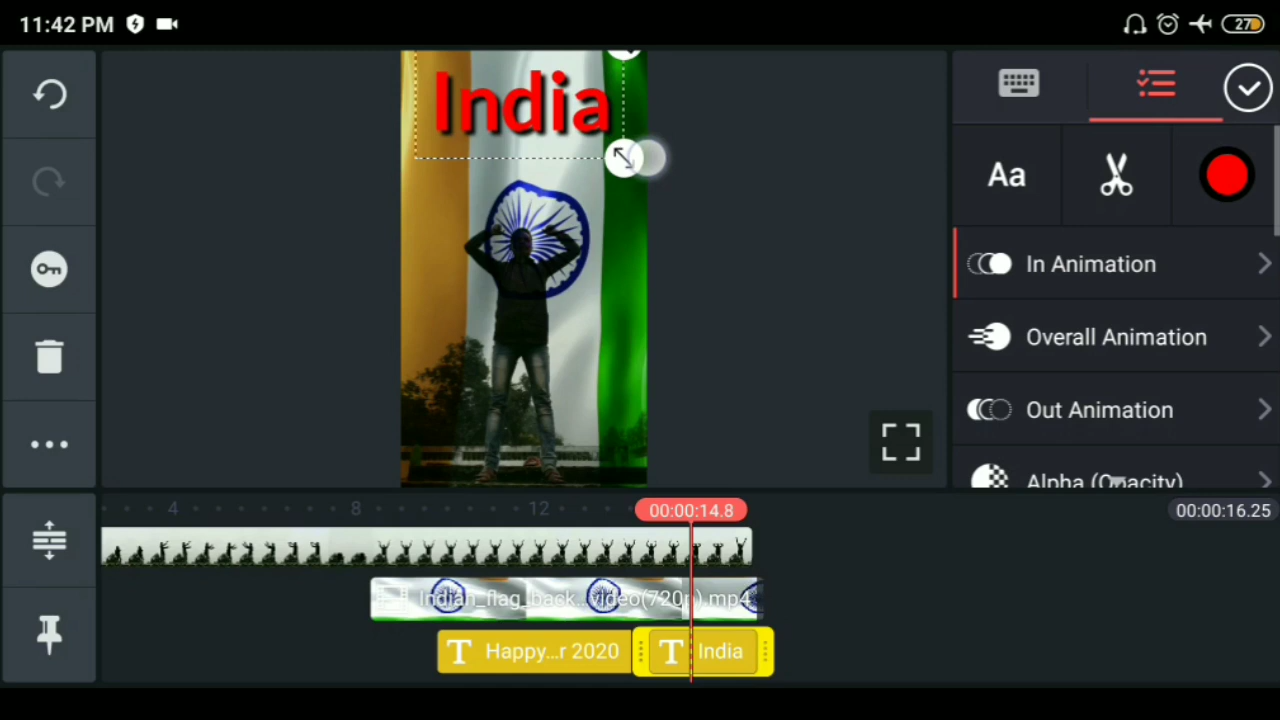 11:42 PM
27
India
Aa
In Animation
Overall Animation
Out Animation
Alpha (Opacity)
4
8
12
00:00:14.8
00:00:16.25
Indian_flag_back...video(720p).mp4
Happy...r 2020
India